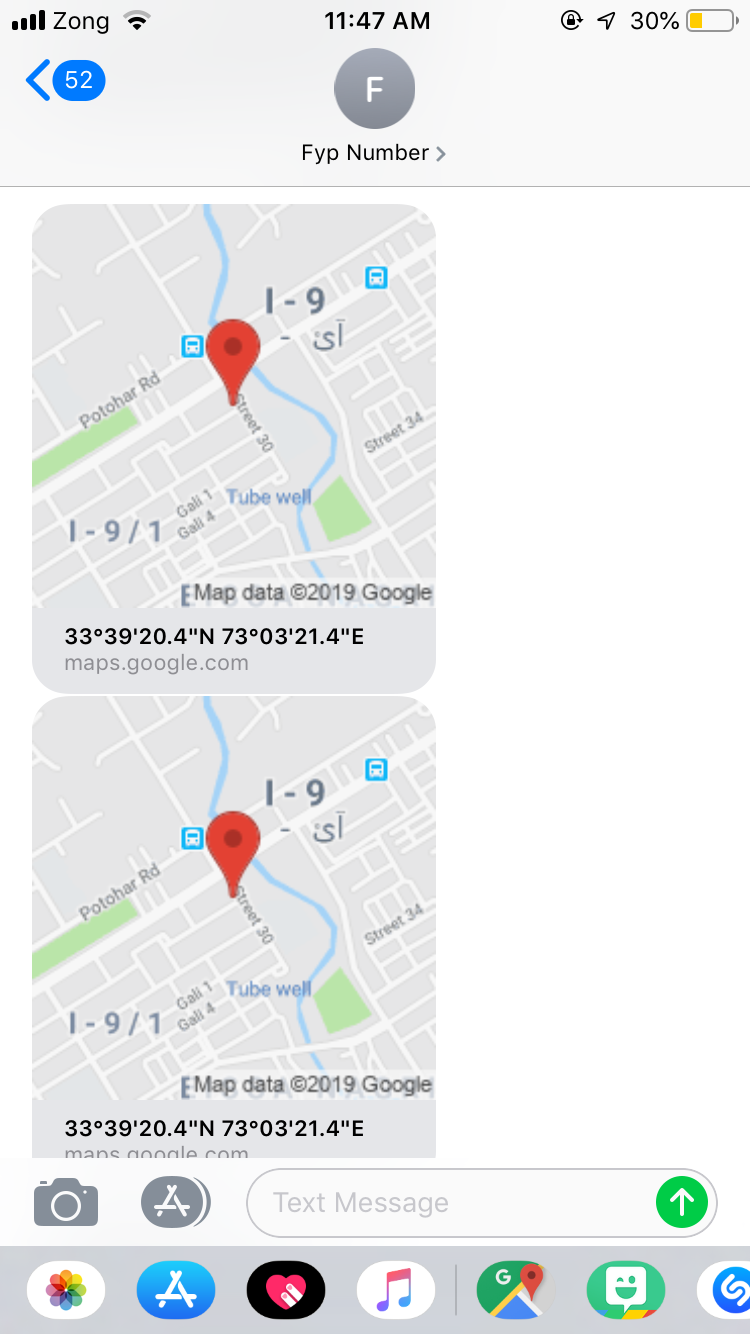 Zong 11:47 AM 30%
52
F
Fyp Number
I - 9
آئ -
Potohar Rd
Street 30
Street 34
Gali 1
Tube well
Gali 4
I - 9 / 1
Map data ©2019 Google
33°39'20.4"N 73°03'21.4"E
maps.google.com
I - 9
آئ -
Potohar Rd
Street 30
Street 34
Gali 1
Tube well
Gali 4
I - 9 / 1
Map data ©2019 Google
33°39'20.4"N 73°03'21.4"E
maps.google.com
Text Message
G